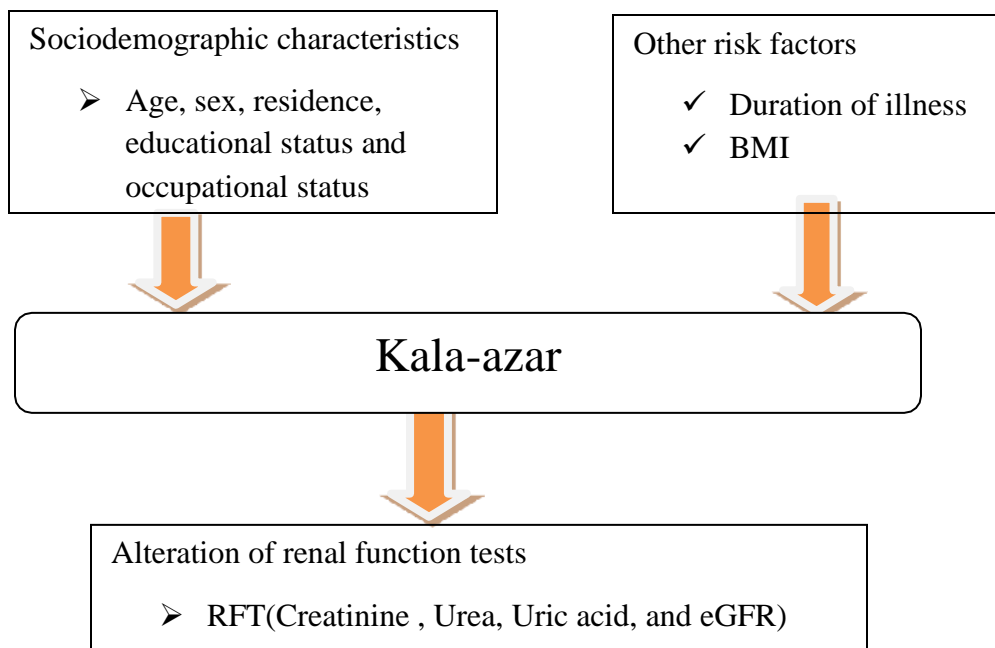 Sociodemographic characteristics
➢ Age, sex, residence,
educational status and
occupational status
Other risk factors
✓ Duration of illness
✓ BMI
Kala-azar
Alteration of renal function tests
➢ RFT(Creatinine , Urea, Uric acid, and eGFR)